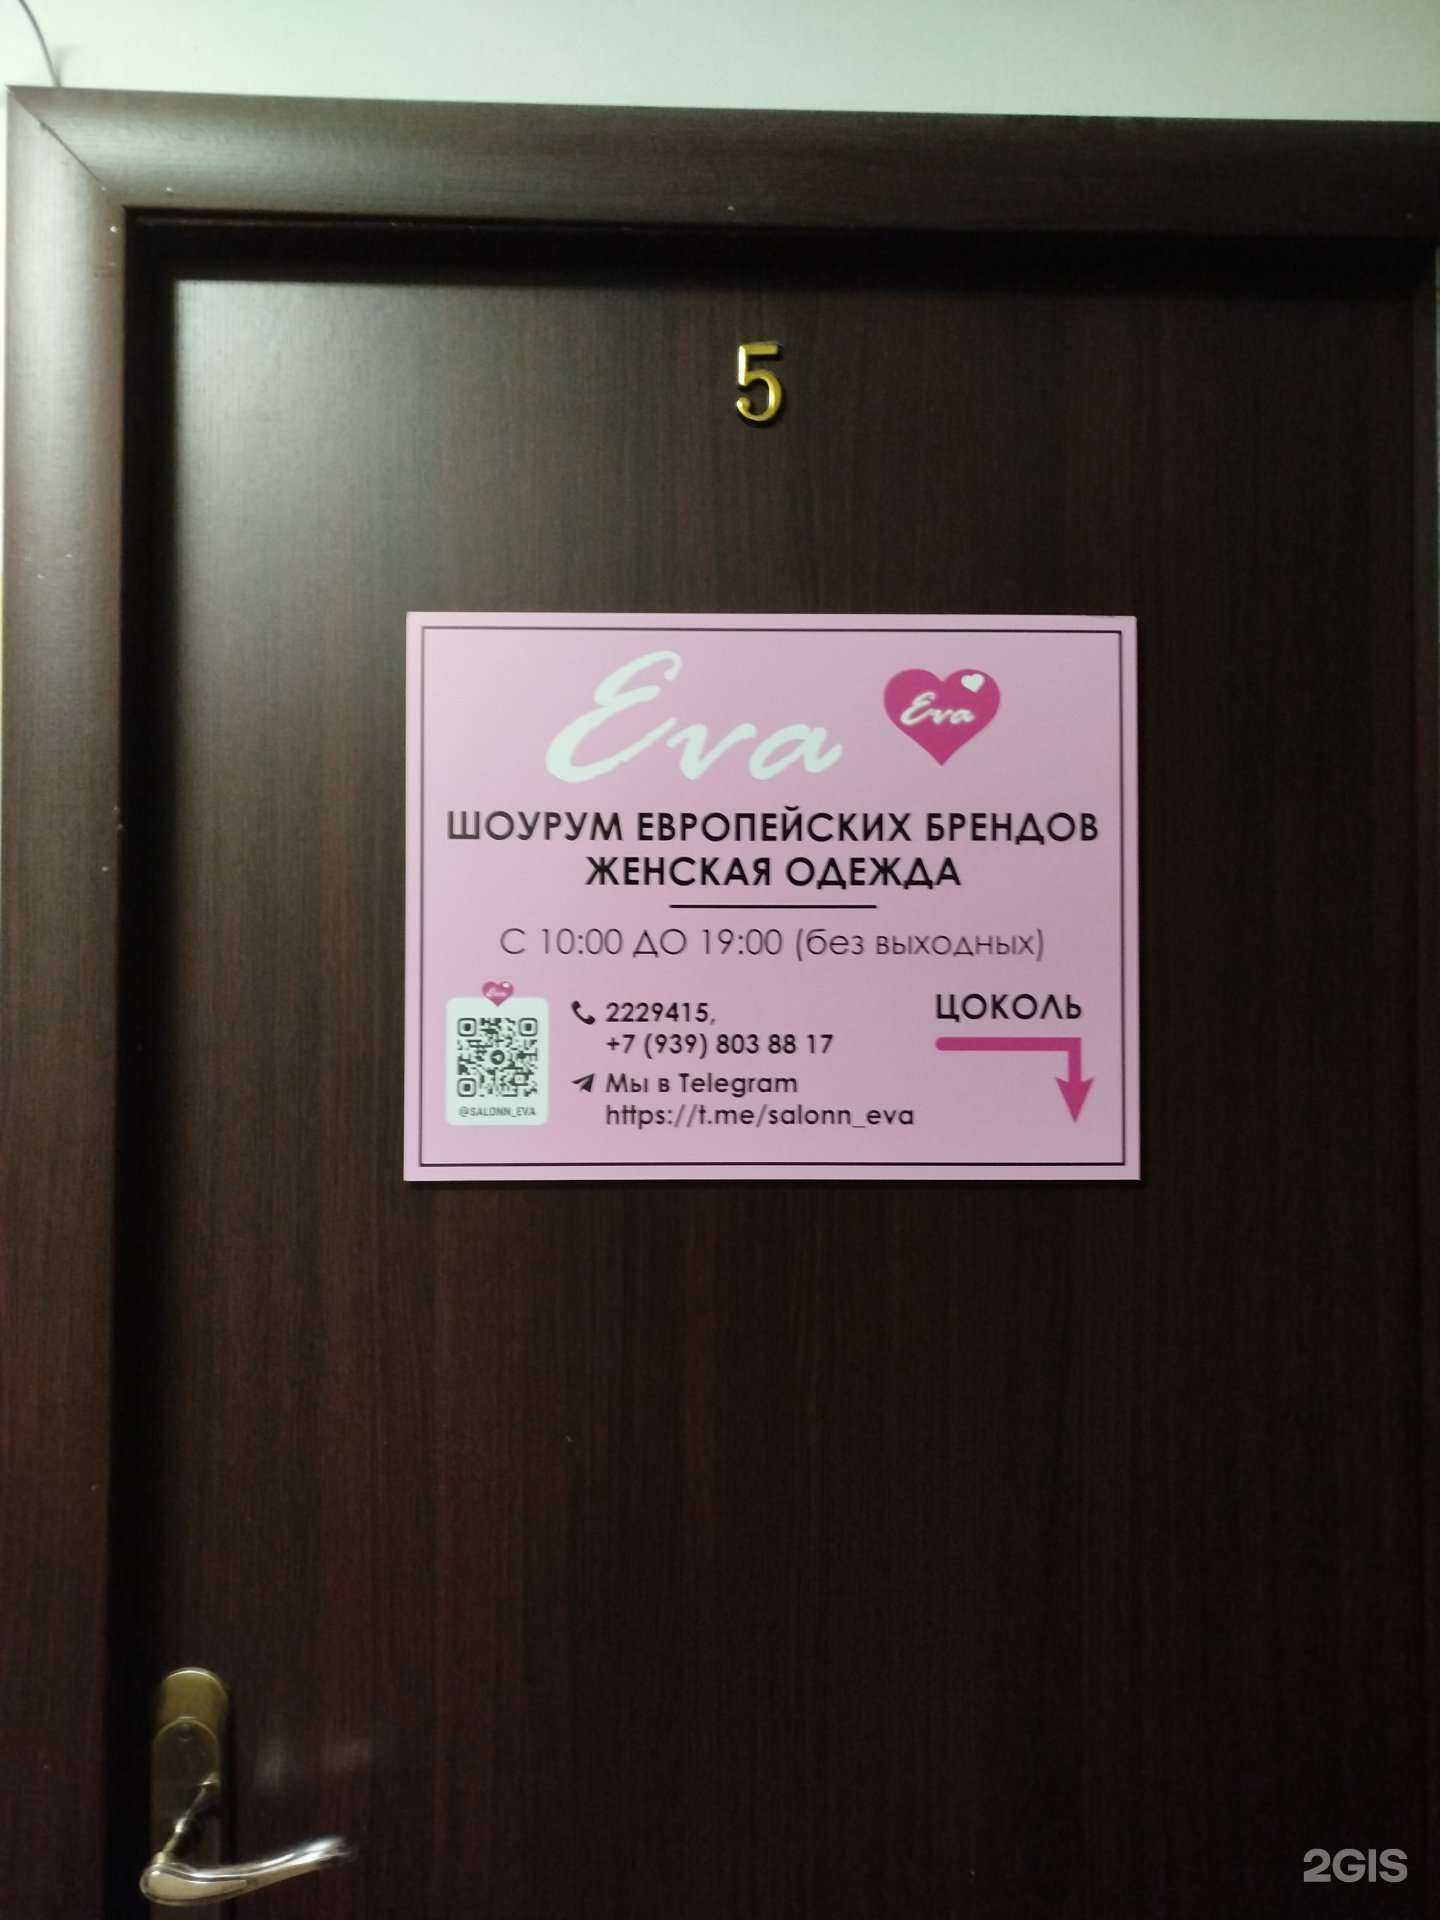 5
Eva
Eva
ШОУРУМ ЕВРОПЕЙСКИХ БРЕНДОВ
ЖЕНСКАЯ ОДЕЖДА
С 10:00 ДО 19:00 (без выходных)
Eva
@SALONN_EVA
2229415,
+7 (939) 803 88 17
Мы в Telegram
https://t.me/salonn_eva
ЦОКОЛЬ
2GIS